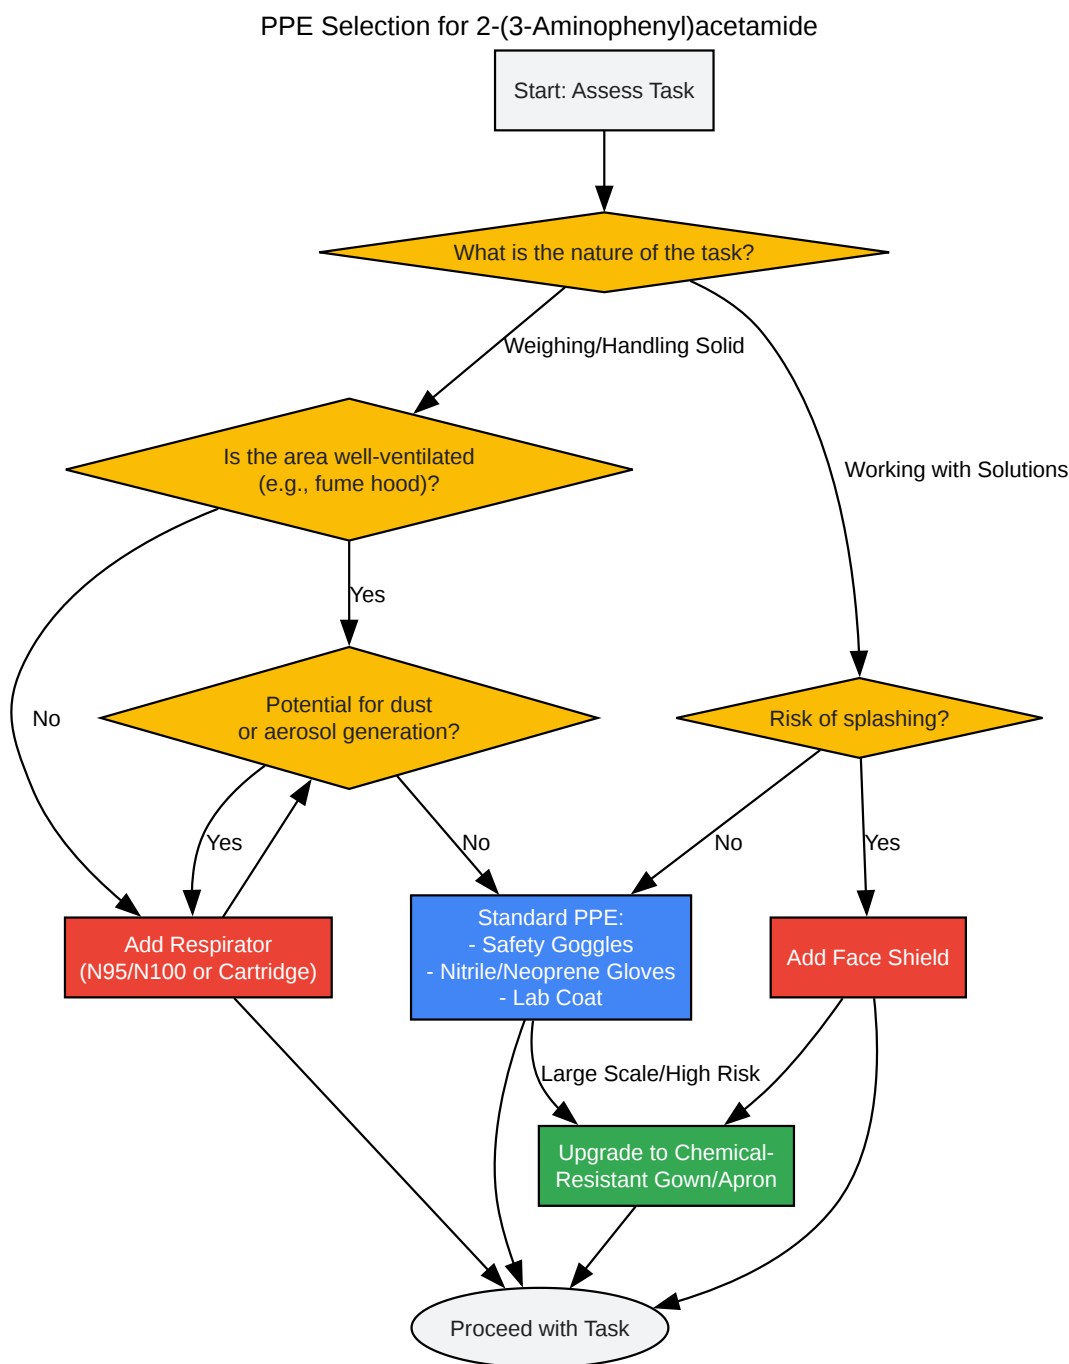 PPE Selection for 2-(3-Aminophenyl)acetamide
Start: Assess Task
What is the nature of the task?
Weighing/Handling Solid
Working with Solutions
Is the area well-ventilated
(e.g., fume hood)?
Yes
No
Potential for dust
or aerosol generation?
Risk of splashing?
Yes
No
No
Yes
Add Respirator
(N95/N100 or Cartridge)
Standard PPE:
- Safety Goggles
- Nitrile/Neoprene Gloves
- Lab Coat
Add Face Shield
Large Scale/High Risk
Upgrade to Chemical-
Resistant Gown/Apron
Proceed with Task